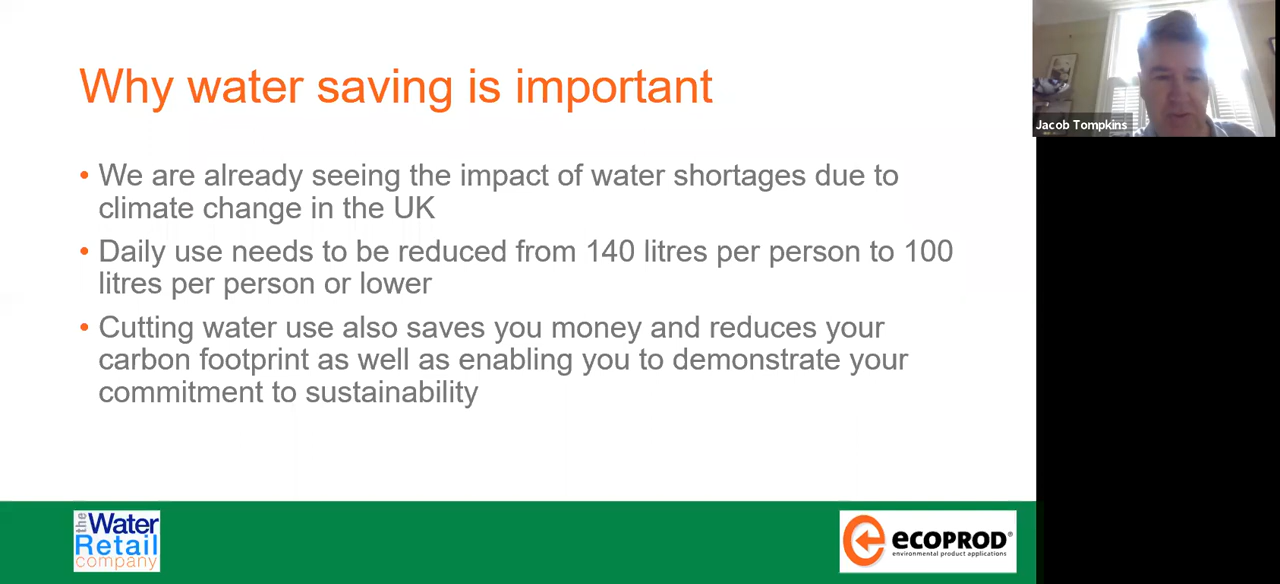 Why water saving is important
• We are already seeing the impact of water shortages due to
climate change in the UK
• Daily use needs to be reduced from 140 litres per person to 100
litres per person or lower
• Cutting water use also saves you money and reduces your
carbon footprint as well as enabling you to demonstrate your
commitment to sustainability
Jacob Tompkins
the Water
Retail
company
ECOPROD®
environmental product applications